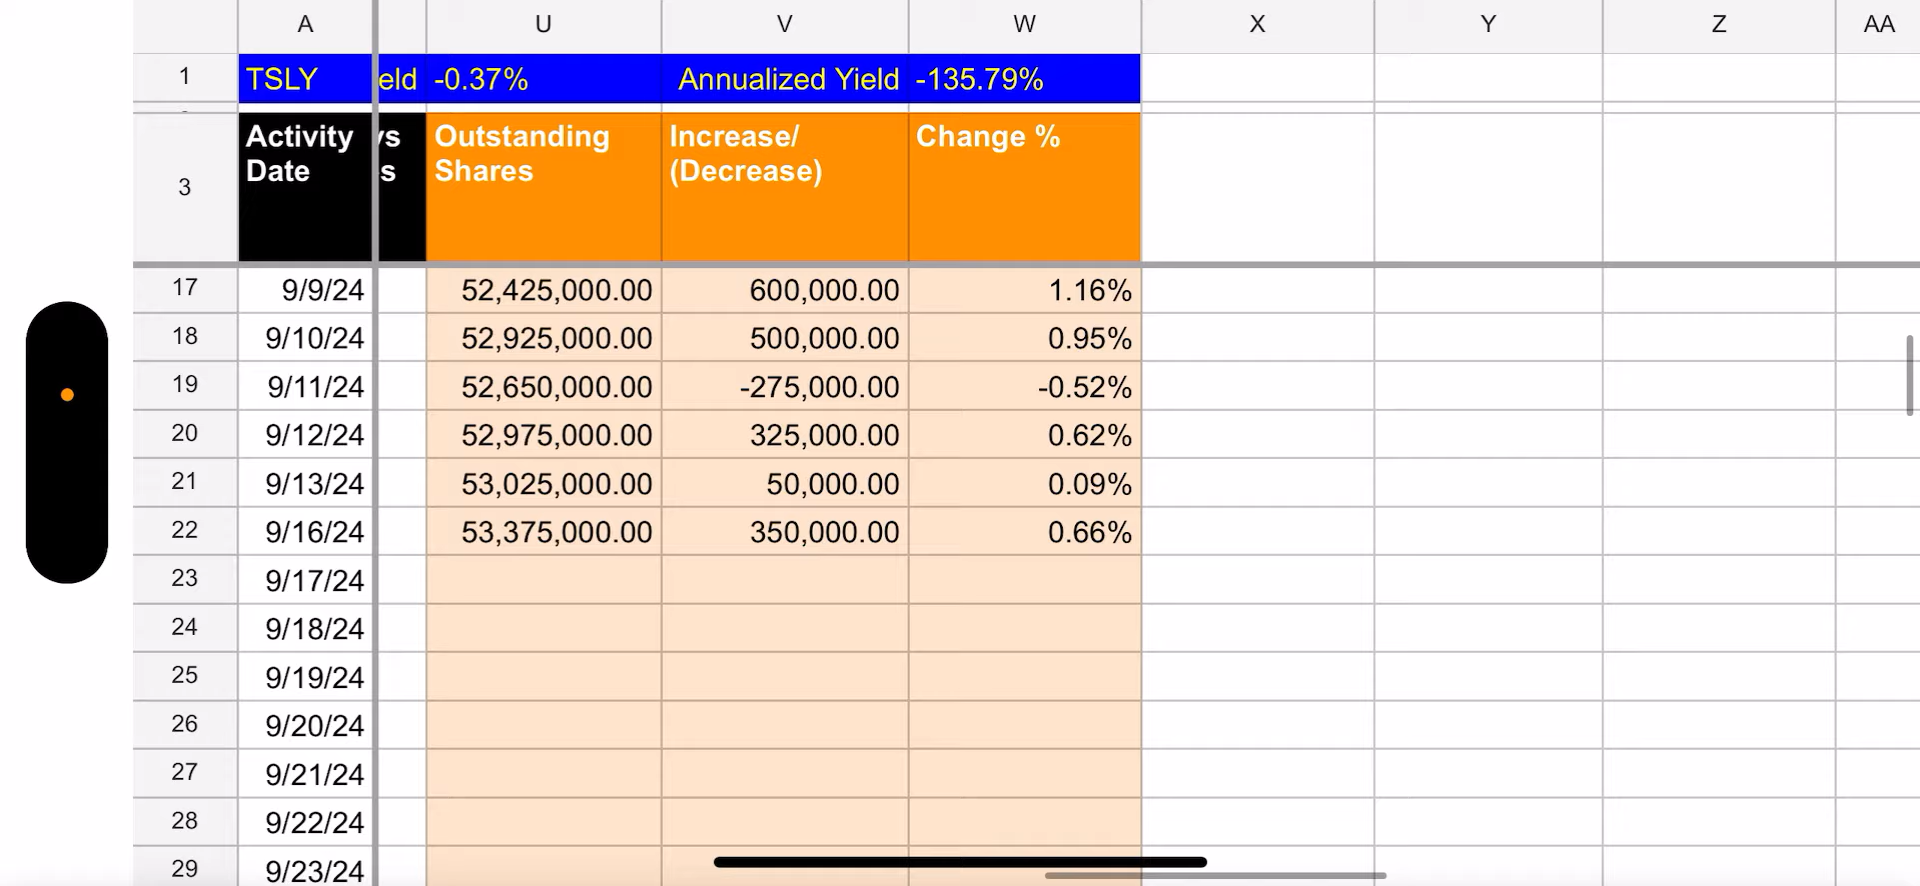 A U V W X Y Z AA
1 TSLY eld -0.37% Annualized Yield -135.79%
3 Activity Date vs s Outstanding Shares Increase/ (Decrease) Change %
17 9/9/24 52,425,000.00 600,000.00 1.16%
18 9/10/24 52,925,000.00 500,000.00 0.95%
19 9/11/24 52,650,000.00 -275,000.00 -0.52%
20 9/12/24 52,975,000.00 325,000.00 0.62%
21 9/13/24 53,025,000.00 50,000.00 0.09%
22 9/16/24 53,375,000.00 350,000.00 0.66%
23 9/17/24
24 9/18/24
25 9/19/24
26 9/20/24
27 9/21/24
28 9/22/24
29 9/23/24